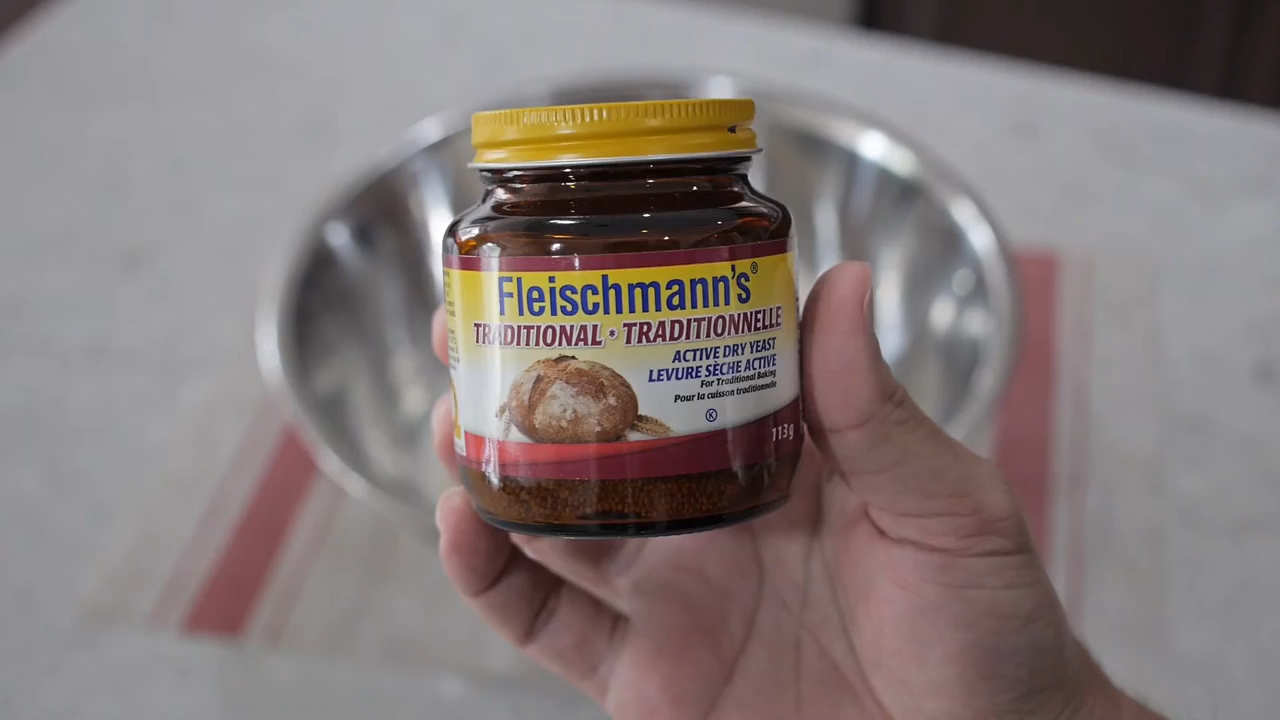 Fleischmann's®
TRADITIONAL * TRADITIONNELLE
ACTIVE DRY YEAST
LEVURE SÈCHE ACTIVE
For Traditional Baking
Pour la cuisson traditionnelle
K
113g